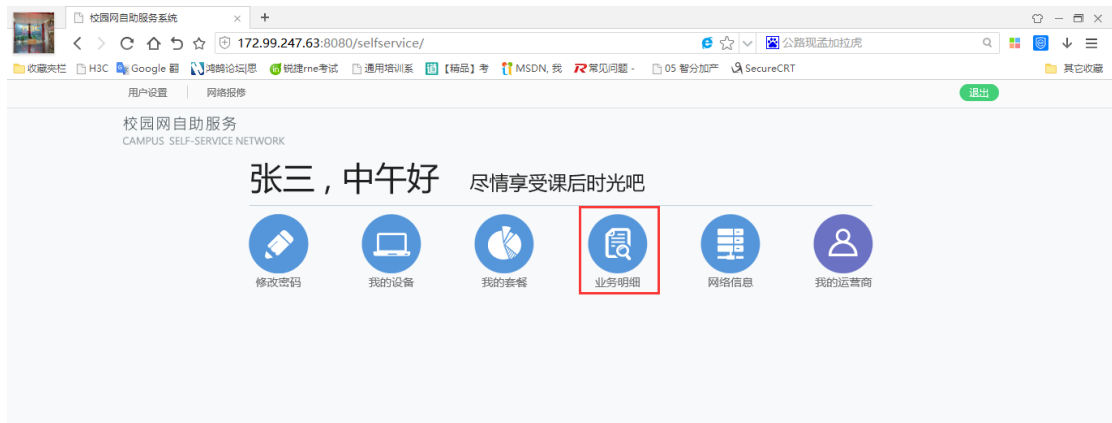 校园网自助服务系统
172.99.247.63:8080/selfservice/
公路现孟加拉虎
收藏夹栏 H3C Google 翻 鸿鹄论坛|思 锐捷rne考试 通用培训系 【精品】考 MSDN, 我 常见问题 - 05 智分加产 SecureCRT 其它收藏
用户设置 网络报修 退出
校园网自助服务
CAMPUS SELF-SERVICE NETWORK
张三，中午好 尽情享受课后时光吧
修改密码 我的设备 我的套餐 业务明细 网络信息 我的运营商